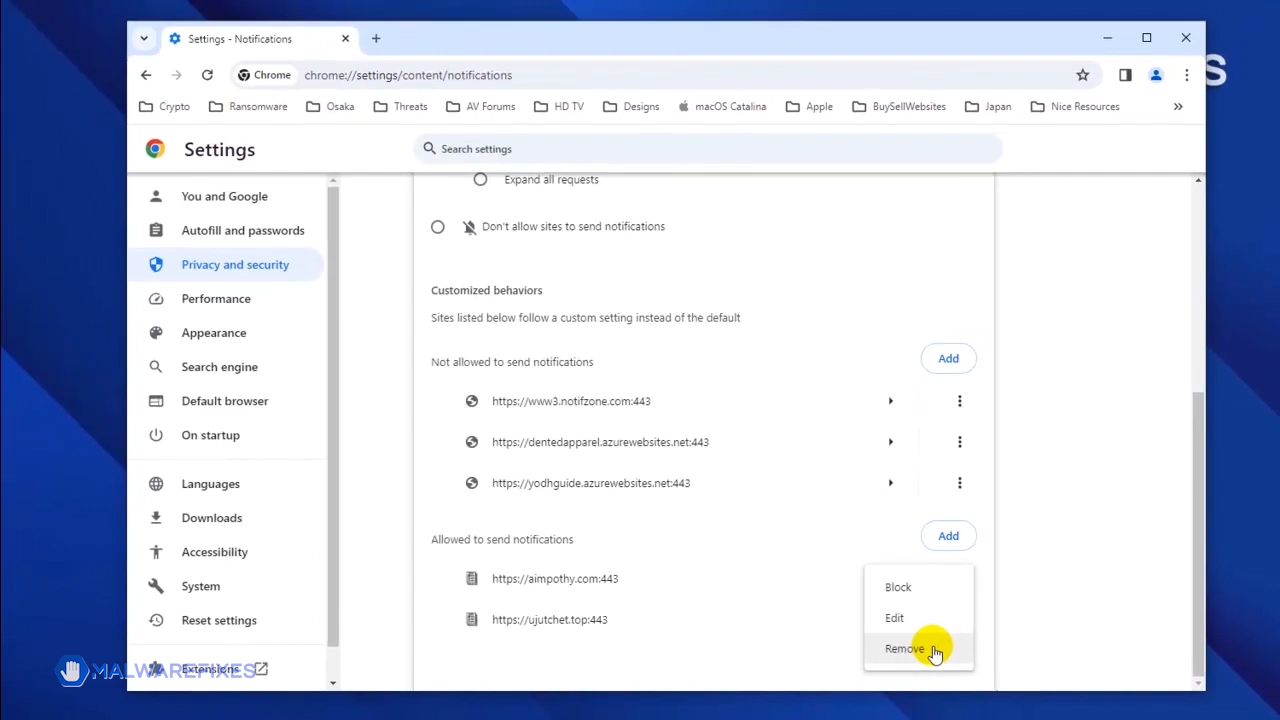 Settings - Notifications
S
Chrome
chrome://settings/content/notifications
Crypto
Ransomware
Osaka
Threats
AV Forums
HD TV
Designs
macOS Catalina
Apple
BuySellWebsites
Japan
Nice Resources
Settings
Search settings
You and Google
Autofill and passwords
Privacy and security
Performance
Appearance
Search engine
Default browser
On startup
Languages
Downloads
Accessibility
System
Reset settings
Extensions
MALWAREFIXES
Expand all requests
Don't allow sites to send notifications
Customized behaviors
Sites listed below follow a custom setting instead of the default
Not allowed to send notifications
Add
https://www3.notifzone.com:443
https://dentedapparel.azurewebsites.net:443
https://yodhguide.azurewebsites.net:443
Allowed to send notifications
Add
https://aimpothy.com:443
https://ujutchet.top:443
Block
Edit
Remove